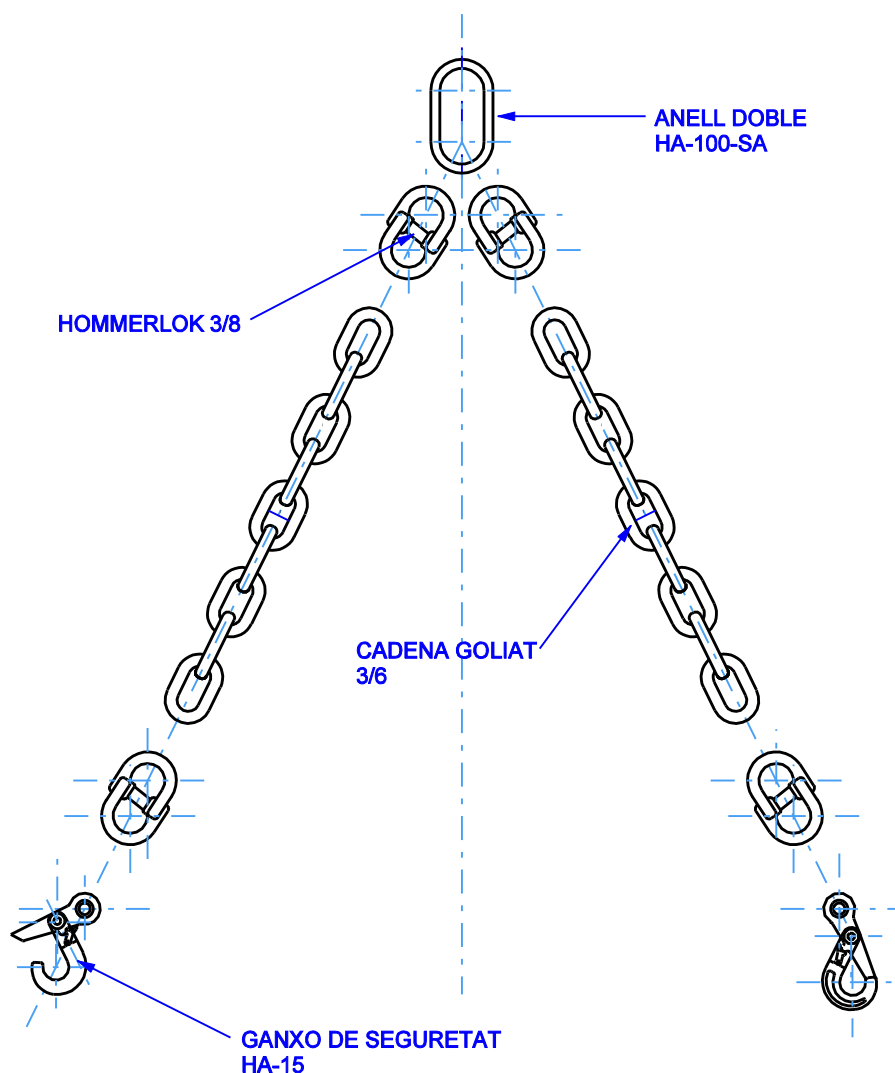 ANELL DOBLE
HA-100-SA
HOMMERLOK 3/8
CADENA GOLIAT
3/6
GANXO DE SEGURETAT
HA-15